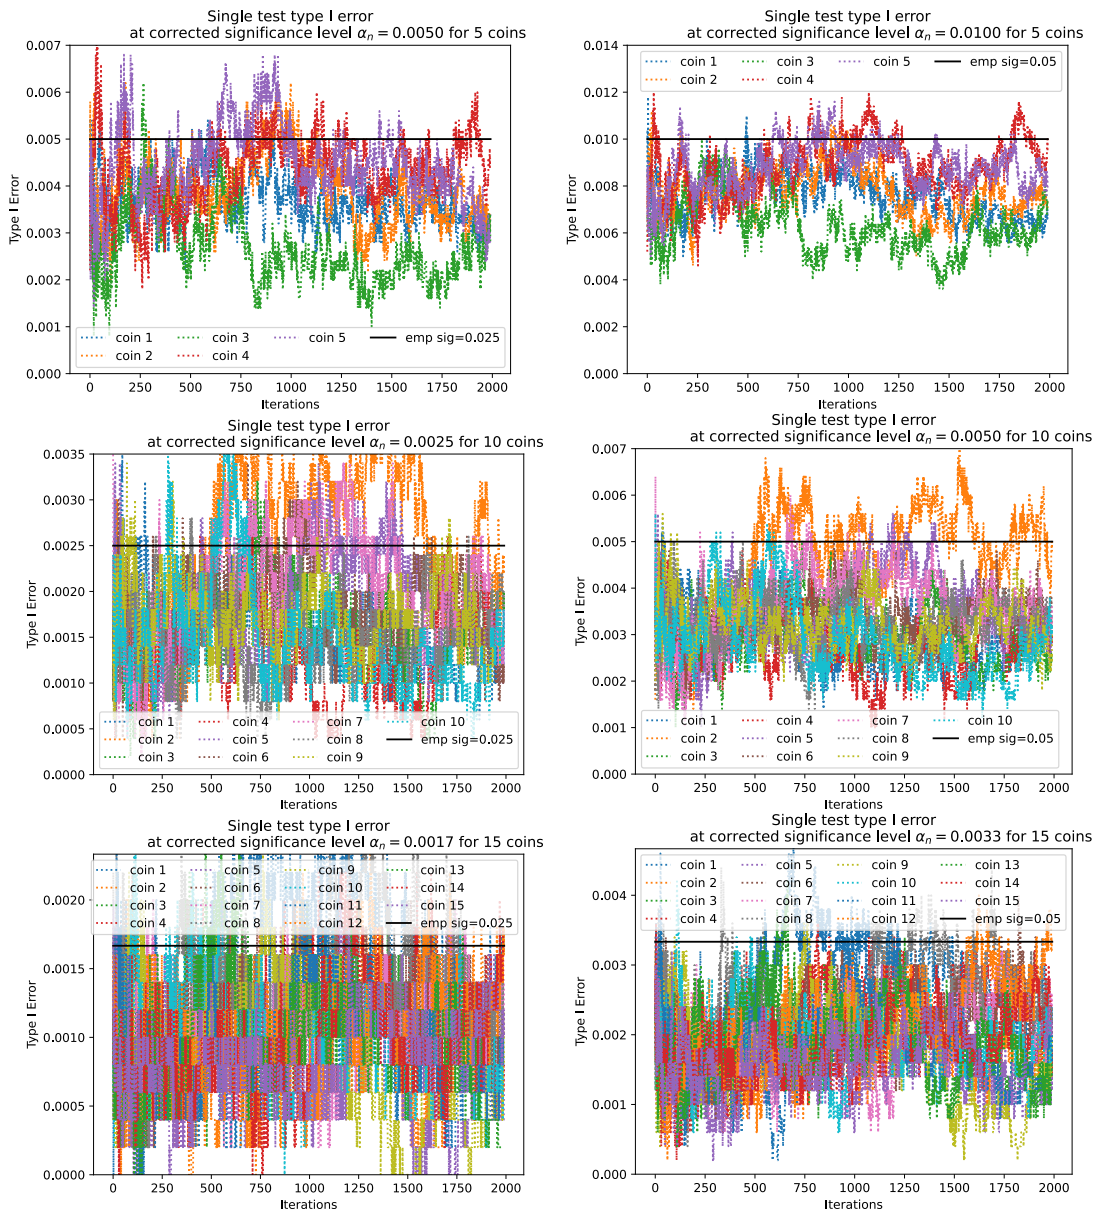 Single test type I error
at corrected significance level αₙ = 0.0050 for 5 coins
0.007
0.006
0.005
0.004
0.003
0.002
0.001
0.000
Type I Error
coin 1
coin 2
coin 3
coin 4
coin 5
emp sig=0.025
0 250 500 750 1000 1250 1500 1750 2000
Iterations
Single test type I error
at corrected significance level αₙ = 0.0100 for 5 coins
0.014
0.012
0.010
0.008
0.006
0.004
0.002
0.000
Type I Error
coin 1
coin 2
coin 3
coin 4
coin 5
emp sig=0.05
0 250 500 750 1000 1250 1500 1750 2000
Iterations
Single test type I error
at corrected significance level αₙ = 0.0025 for 10 coins
0.0035
0.0030
0.0025
0.0020
0.0015
0.0010
0.0005
0.0000
Type I Error
coin 1
coin 2
coin 3
coin 4
coin 5
coin 6
coin 7
coin 8
coin 9
coin 10
emp sig=0.025
0 250 500 750 1000 1250 1500 1750 2000
Iterations
Single test type I error
at corrected significance level αₙ = 0.0050 for 10 coins
0.007
0.006
0.005
0.004
0.003
0.002
0.001
0.000
Type I Error
coin 1
coin 2
coin 3
coin 4
coin 5
coin 6
coin 7
coin 8
coin 9
coin 10
emp sig=0.05
0 250 500 750 1000 1250 1500 1750 2000
Iterations
Single test type I error
at corrected significance level αₙ = 0.0017 for 15 coins
0.0020
0.0015
0.0010
0.0005
0.0000
Type I Error
coin 1
coin 2
coin 3
coin 4
coin 5
coin 6
coin 7
coin 8
coin 9
coin 10
coin 11
coin 12
coin 13
coin 14
coin 15
emp sig=0.025
0 250 500 750 1000 1250 1500 1750 2000
Iterations
Single test type I error
at corrected significance level αₙ = 0.0033 for 15 coins
0.004
0.003
0.002
0.001
0.000
Type I Error
coin 1
coin 2
coin 3
coin 4
coin 5
coin 6
coin 7
coin 8
coin 9
coin 10
coin 11
coin 12
coin 13
coin 14
coin 15
emp sig=0.05
0 250 500 750 1000 1250 1500 1750 2000
Iterations